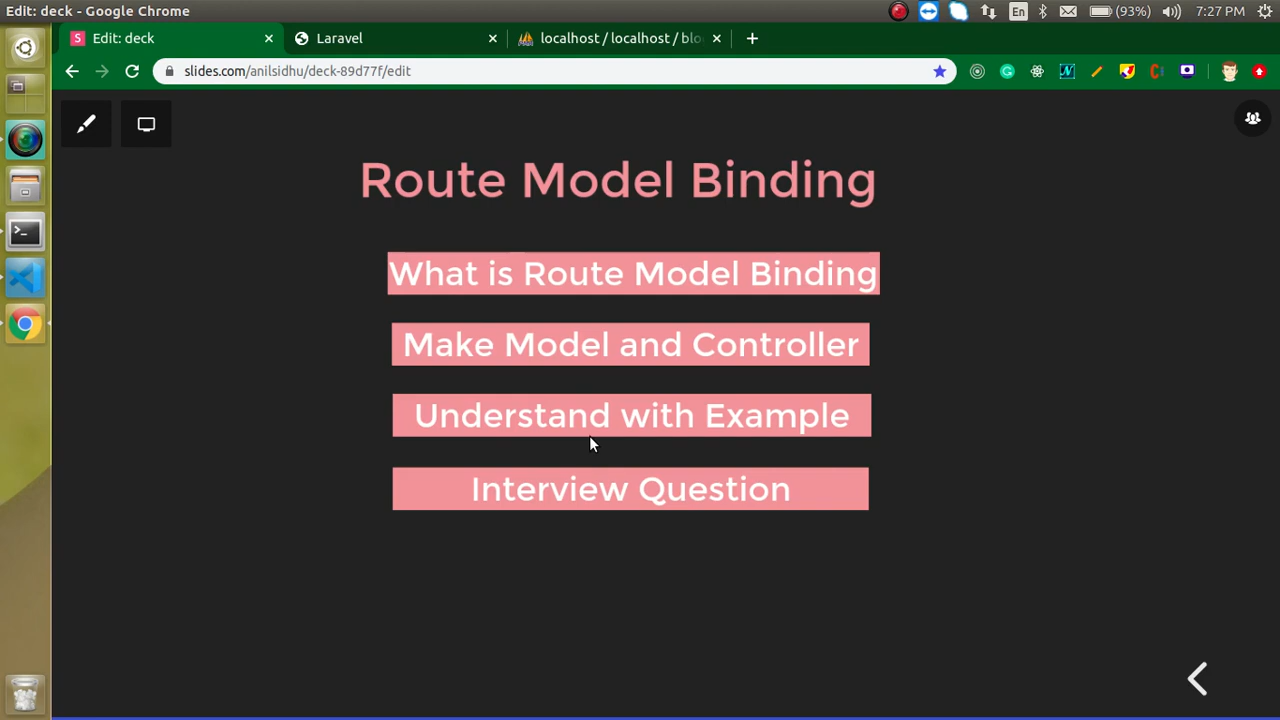 Edit: deck - Google Chrome
En
(93%)
7:27 PM
S
Edit: deck
Laravel
localhost / localhost / blo
slides.com/anilsidhu/deck-89d77f/edit
Route Model Binding
What is Route Model Binding
Make Model and Controller
Understand with Example
Interview Question